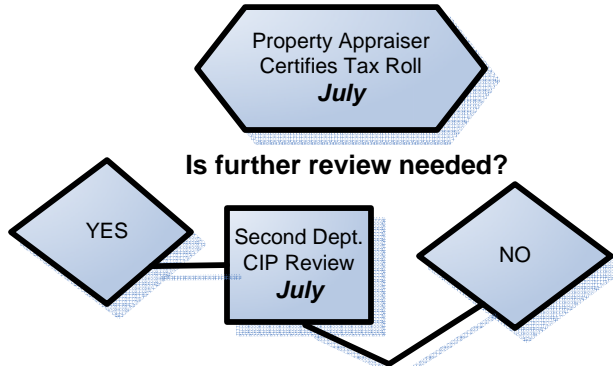 Property Appraiser
Certifies Tax Roll
July
Is further review needed?
YES
Second Dept.
CIP Review
July
NO